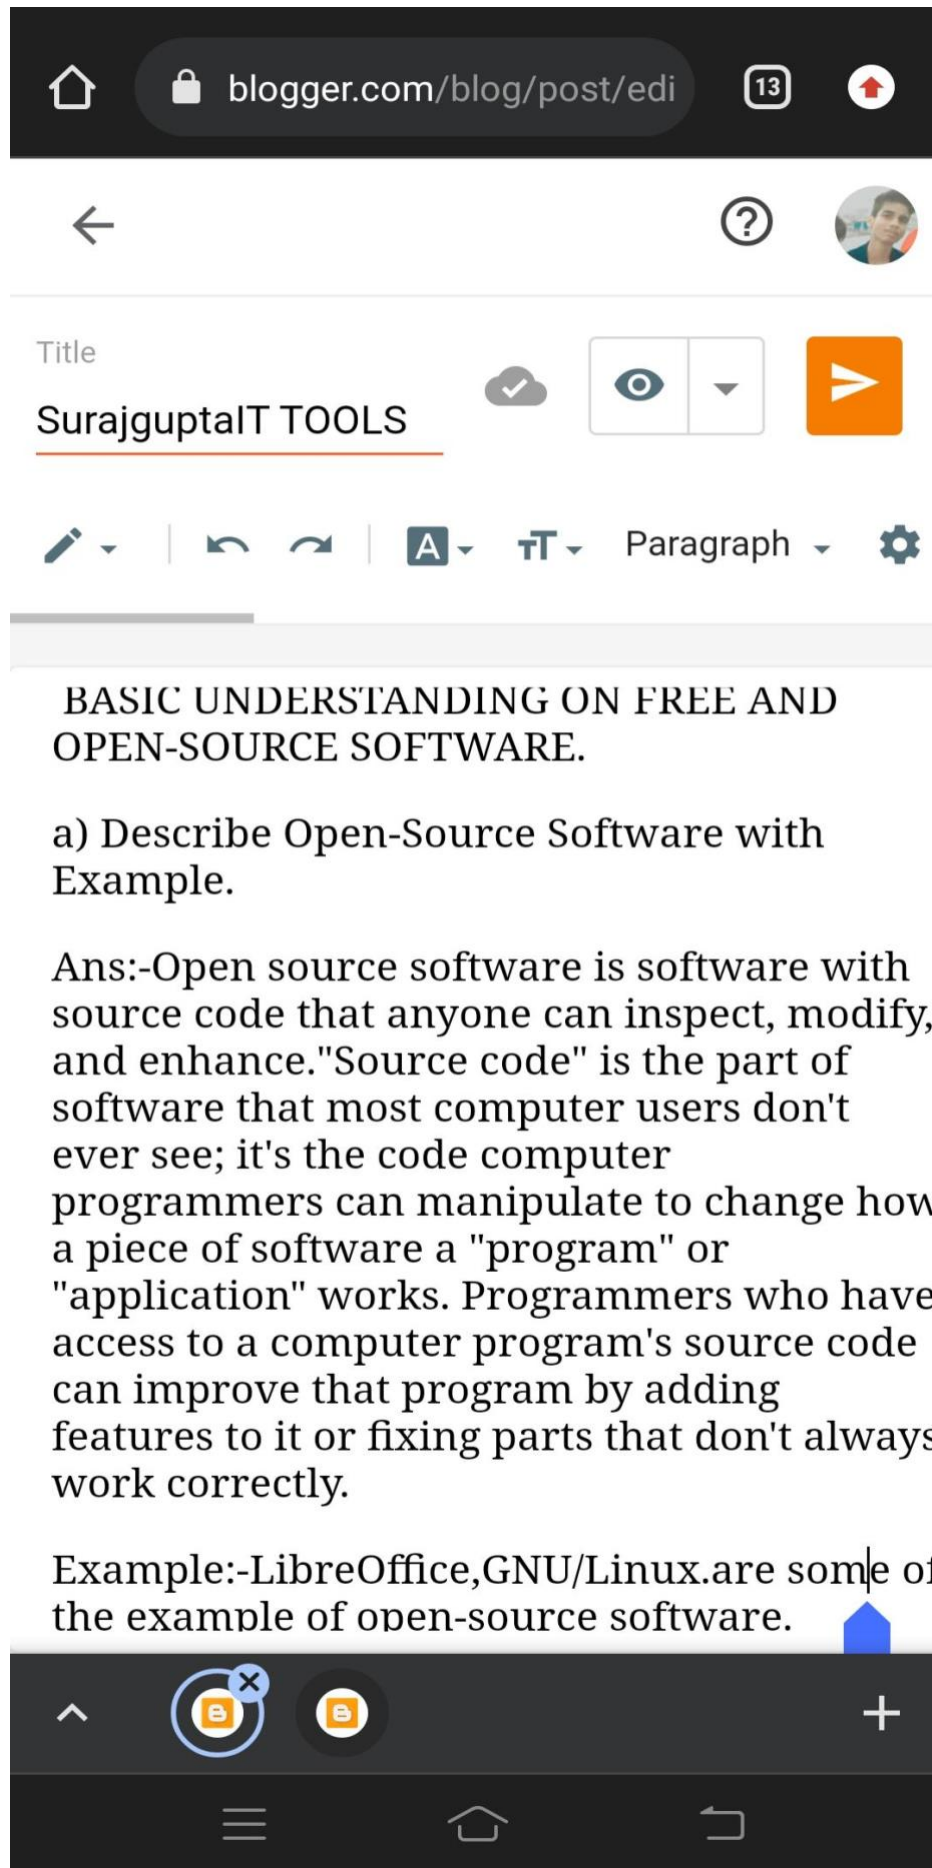 blogger.com/blog/post/edi
13
Title
SurajguptaIT TOOLS
Paragraph
BASIC UNDERSTANDING ON FREE AND
OPEN-SOURCE SOFTWARE.
a) Describe Open-Source Software with
Example.
Ans:-Open source software is software with
source code that anyone can inspect, modify,
and enhance."Source code" is the part of
software that most computer users don't
ever see; it's the code computer
programmers can manipulate to change how
a piece of software a "program" or
"application" works. Programmers who have
access to a computer program's source code
can improve that program by adding
features to it or fixing parts that don't always
work correctly.
Example:-LibreOffice,GNU/Linux.are some of
the example of open-source software.